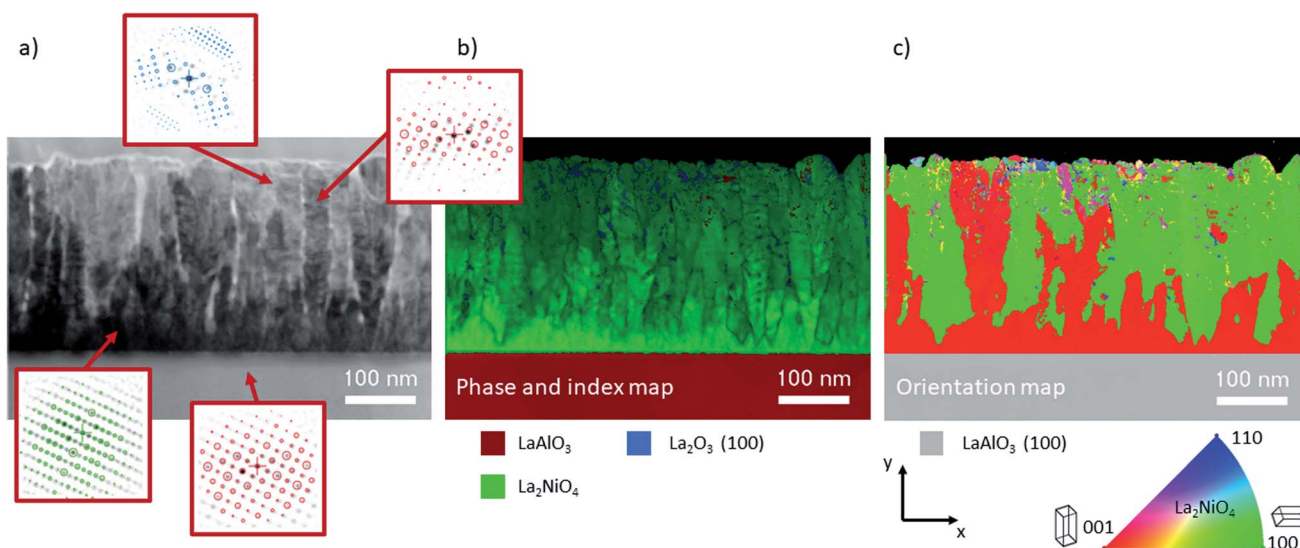 a)
b)
c)
100 nm
Phase and index map
100 nm
Orientation map
100 nm
LaAlO₃
La₂O₃ (100)
La₂NiO₄
LaAlO₃ (100)
y
x
110
La₂NiO₄
001
100